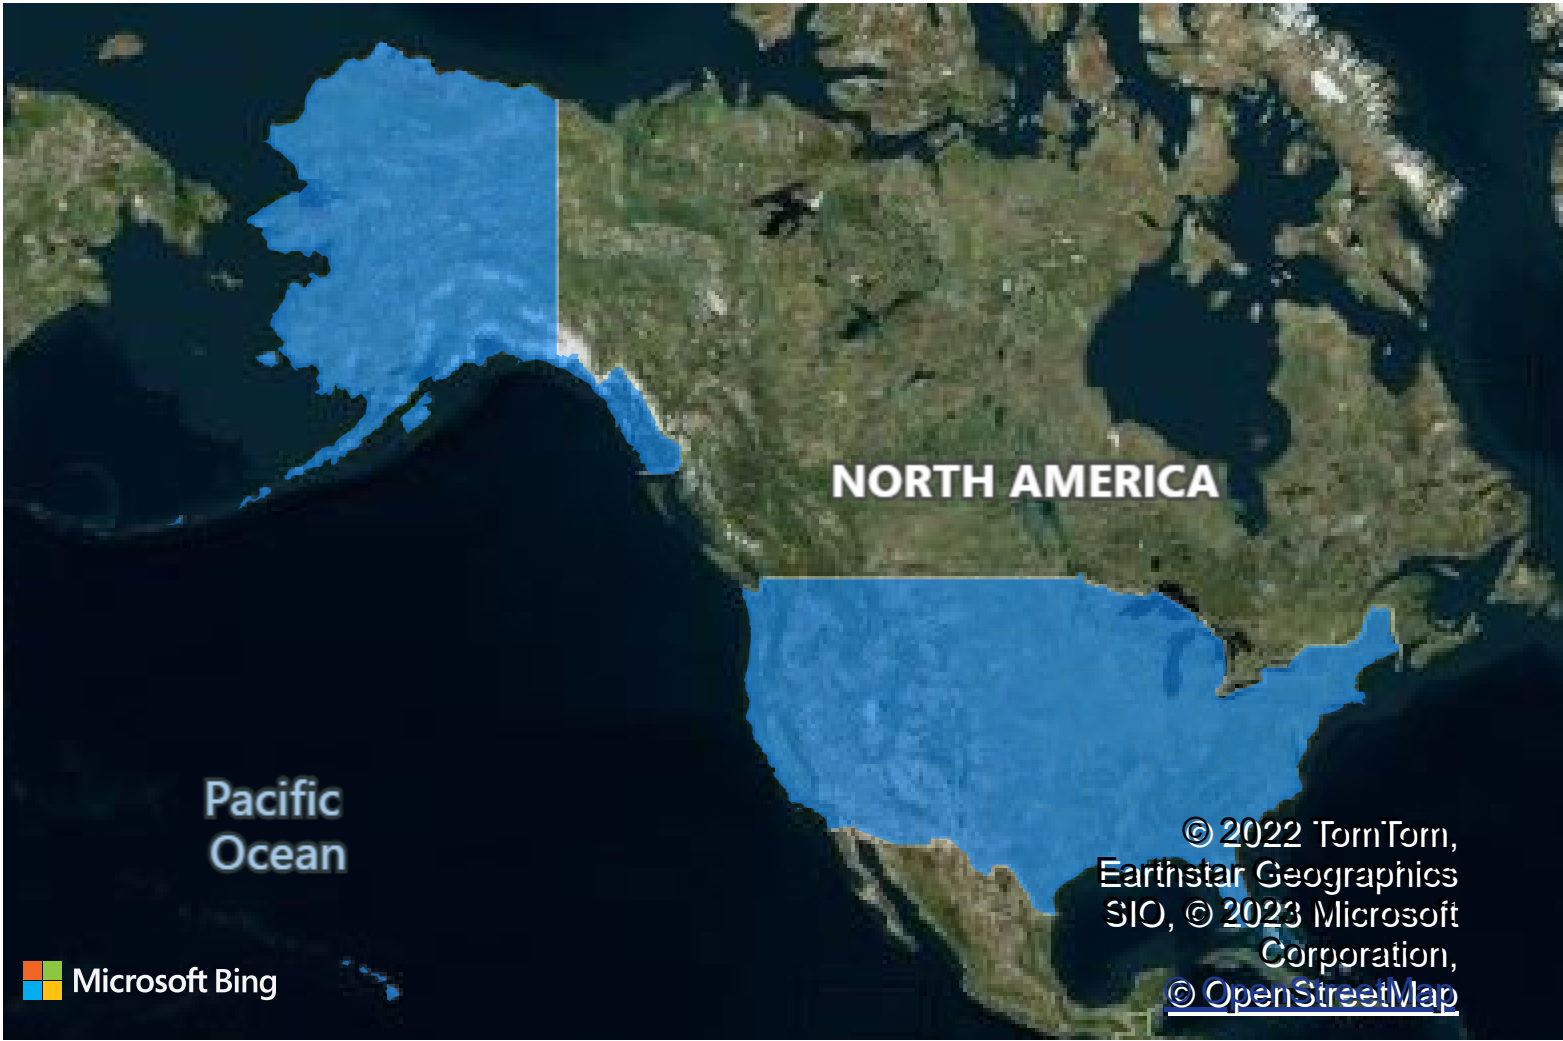 NORTH AMERICA
Pacific
Ocean
© 2022 TomTom,
Earthstar Geographics
SIO, © 2023 Microsoft
Corporation,
© OpenStreetMap
Microsoft Bing